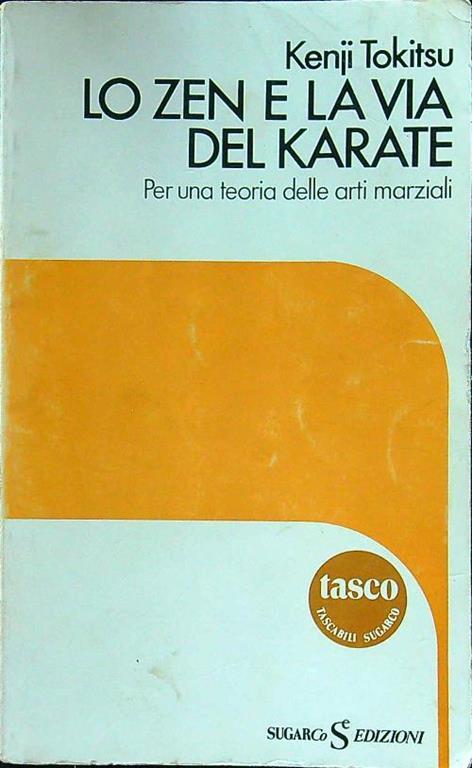 Kenji Tokitsu
LO ZEN E LA VIA
DEL KARATE
Per una teoria delle arti marziali
tasco
TASCABILI SUGARCO
SUGARCo Se EDIZIONI